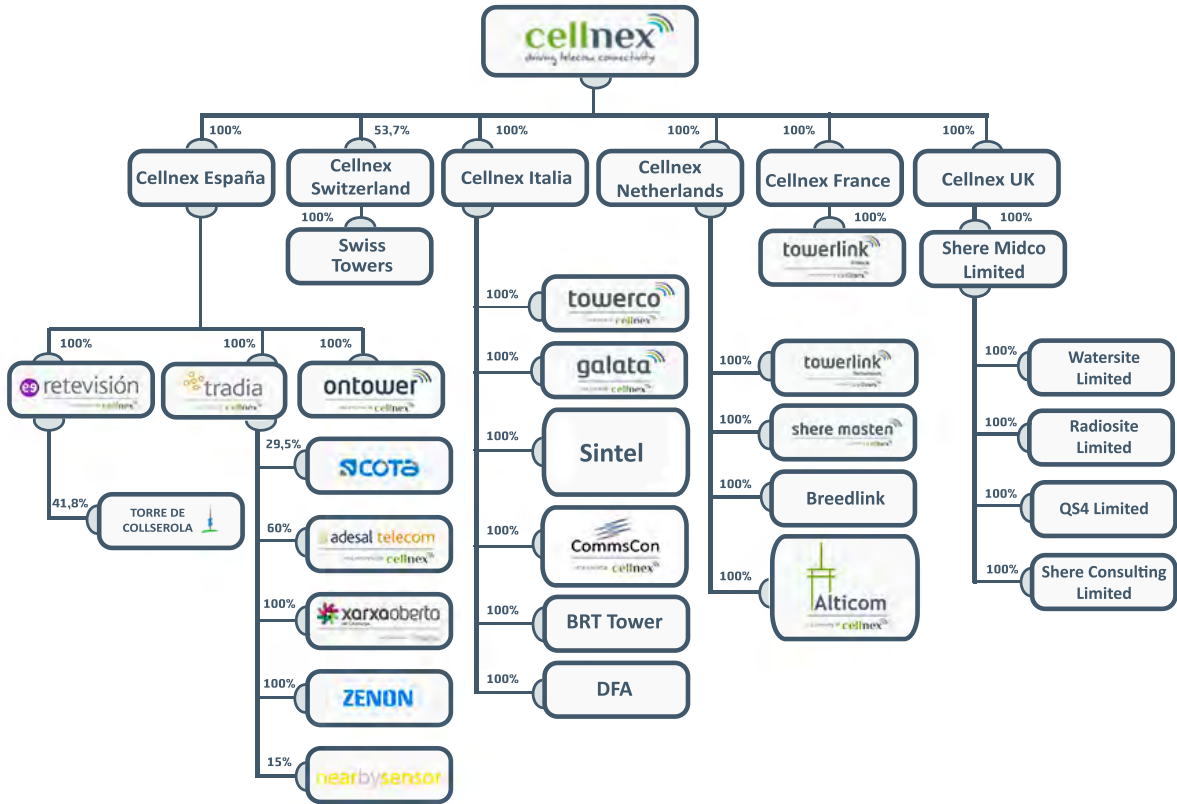 cellnex
driving telecom connectivity
100%
53,7%
100%
100%
100%
100%
Cellnex España
Cellnex
Switzerland
Cellnex Italia
Cellnex
Netherlands
Cellnex France
Cellnex UK
100%
100%
100%
Swiss
Towers
towerlink
Shere Midco
Limited
100%
towerco
cellnex
100%
100%
100%
retevisión
cellnex
tradia
cellnex
ontower
cellnex
100%
galata
cellnex
100%
towerlink
100%
Watersite
Limited
29,5%
COTa
100%
Sintel
100%
shere masten
100%
Radiosite
Limited
41,8%
TORRE DE
COLLSEROLA
60%
adesal telecom
cellnex
100%
CommsCon
cellnex
100%
Breedlink
100%
QS4 Limited
100%
xarxaoberta
100%
BRT Tower
100%
Alticom
cellnex
100%
Shere Consulting
Limited
100%
ZENON
100%
DFA
15%
nearbysensor